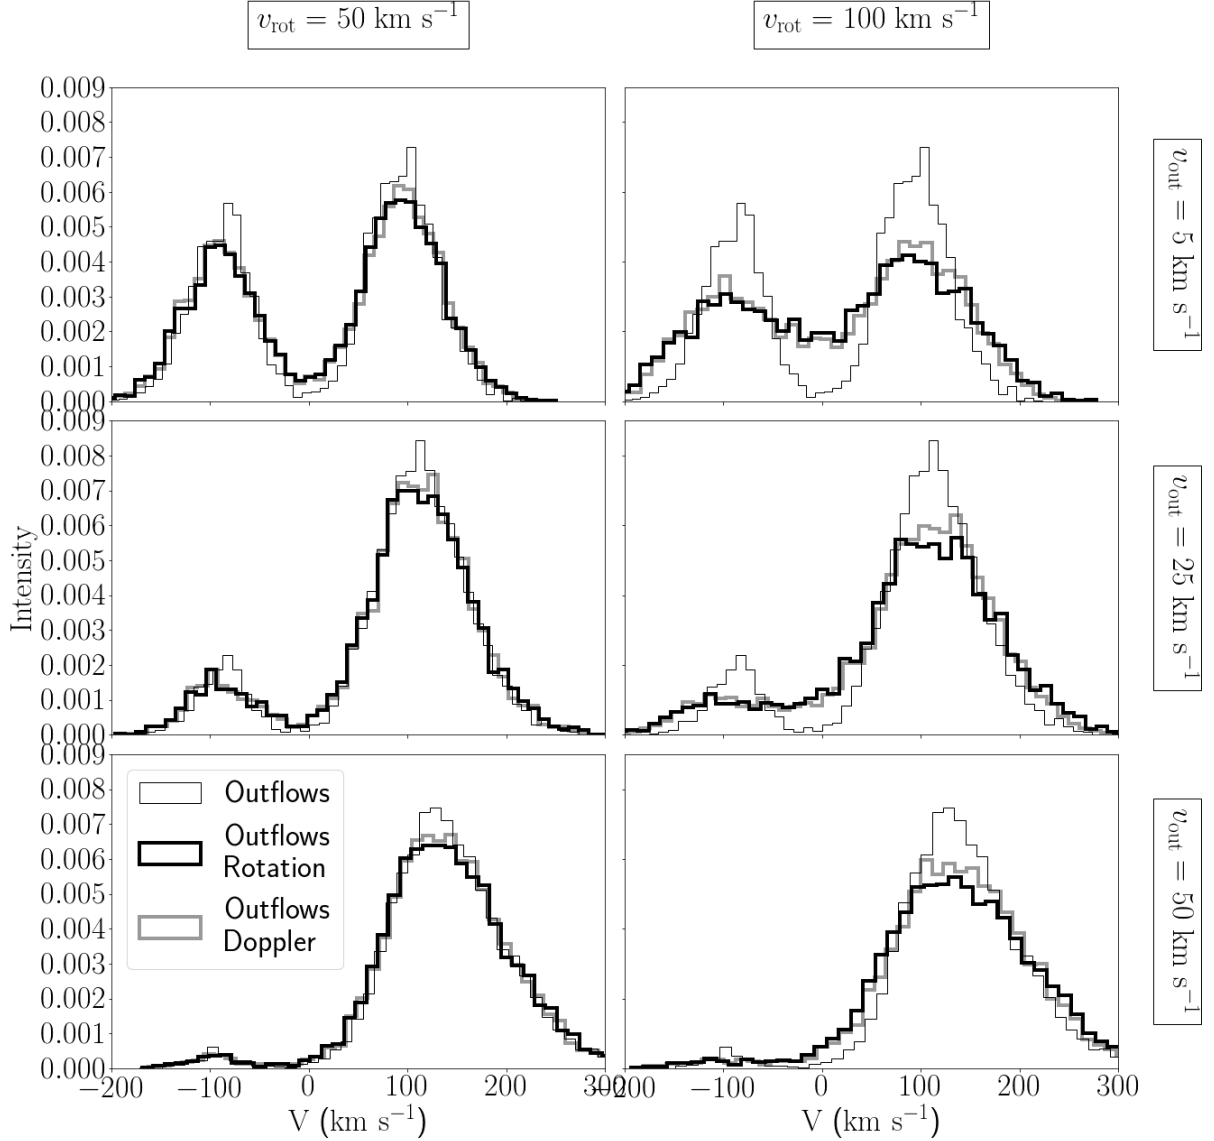 v_rot = 50 km s⁻¹
v_rot = 100 km s⁻¹
0.009
0.008
0.007
0.006
0.005
0.004
0.003
0.002
0.001
0.000
v_out = 5 km s⁻¹
0.009
0.008
0.007
0.006
0.005
0.004
0.003
0.002
0.001
0.000
Intensity
v_out = 25 km s⁻¹
0.009
0.008
0.007
0.006
0.005
0.004
0.003
0.002
0.001
0.000
Outflows
Outflows
Rotation
Outflows
Doppler
v_out = 50 km s⁻¹
−200 −100 0 100 200 300
−200 −100 0 100 200 300
V (km s⁻¹)
V (km s⁻¹)